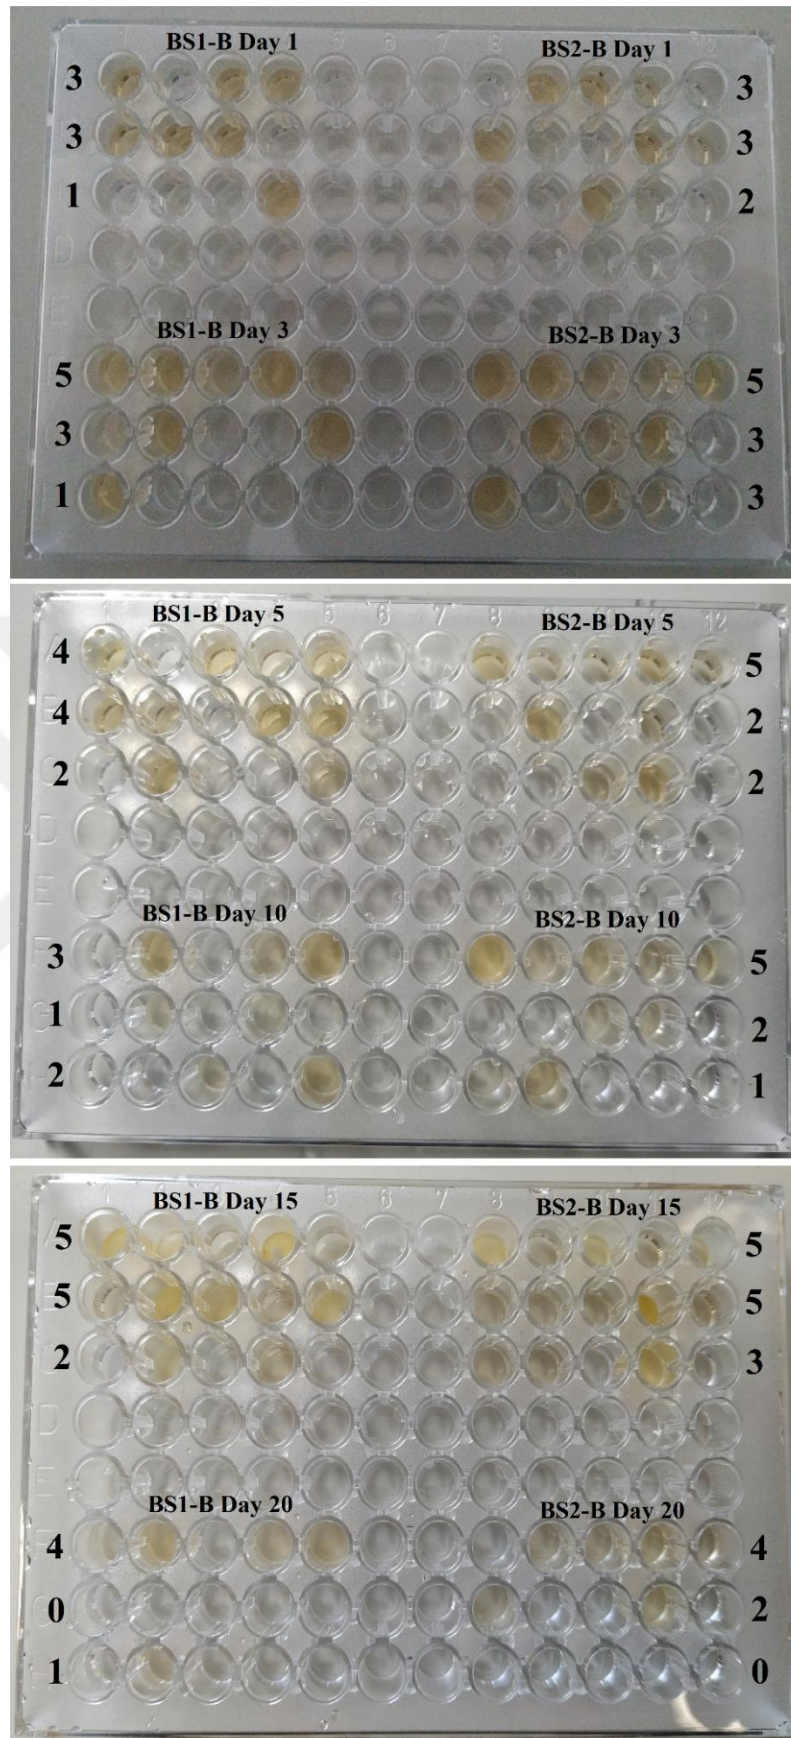 BS1-B Day 1
BS2-B Day 1
3 3
3 3
1 2
BS1-B Day 3
BS2-B Day 3
5 5
3 3
1 3
BS1-B Day 5
BS2-B Day 5
4 5
4 2
2 2
BS1-B Day 10
BS2-B Day 10
3 5
1 2
2 1
BS1-B Day 15
BS2-B Day 15
5 5
5 5
2 3
BS1-B Day 20
BS2-B Day 20
4 4
0 2
1 0